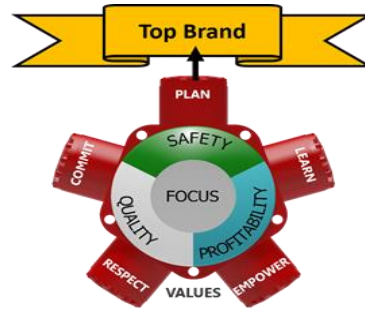 Top Brand
PLAN
COMMIT
SAFETY
LEARN
FOCUS
QUALITY
PROFITABILITY
RESPECT
VALUES
EMPOWER